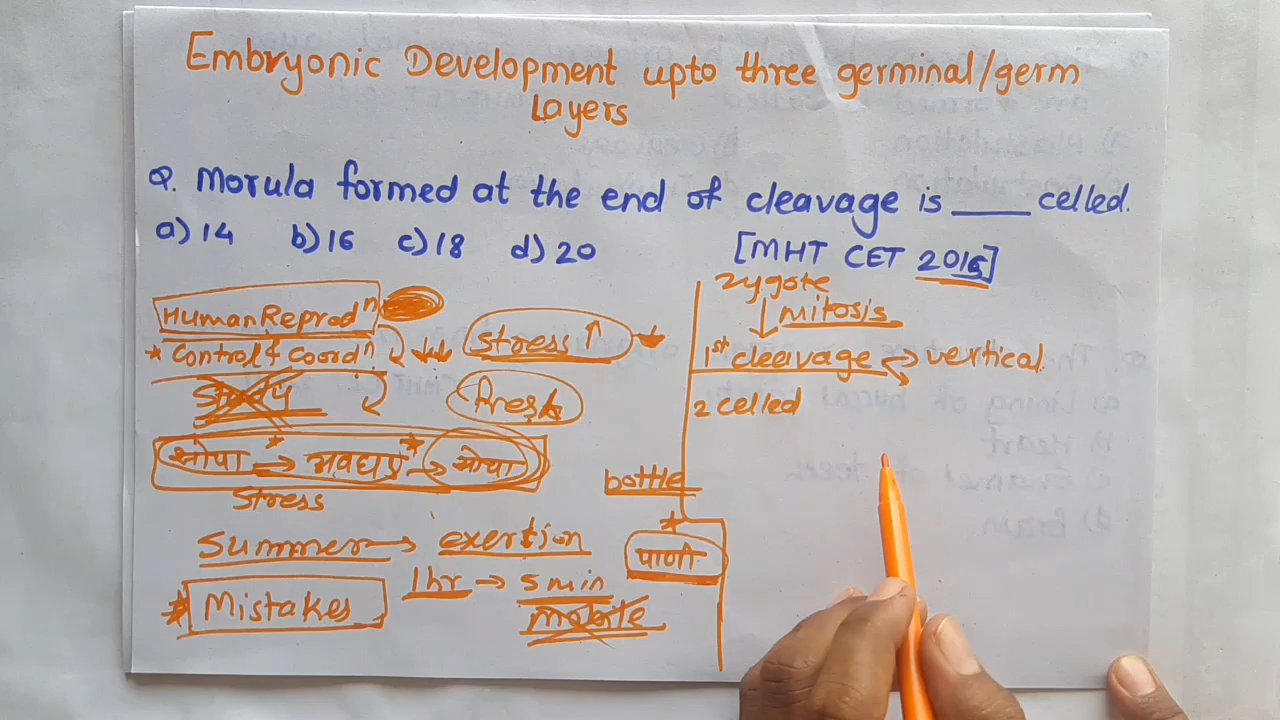 Embryonic Development upto three germinal/germ
Layers
Q. Morula formed at the end of cleavage is ____ celled.
a) 14 b) 16 c) 18 d) 20 [MHT CET 2016]
Human Reprodⁿ
* Control & Coordⁿ
Study
सोपा → अवघड → सोपा
Stress
Stress ↑
fresh
Summer → exertion
1hr → 5 min
mobile
* Mistakes
bottle
* पाणी
zygote
↓ mitosis
1st cleavage → vertical
2 celled